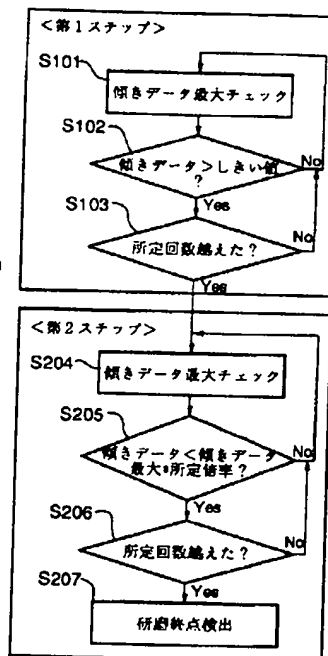 <第1ステップ>
S101
傾きデータ最大チェック
S102
傾きデータ>しきい値
?
No
Yes
S103
所定回数越えた?
No
Yes
<第2ステップ>
S204
傾きデータ最大チェック
S205
傾きデータ<傾きデータ
最大*所定倍率?
No
Yes
S206
所定回数越えた?
No
Yes
S207
研磨終点検出